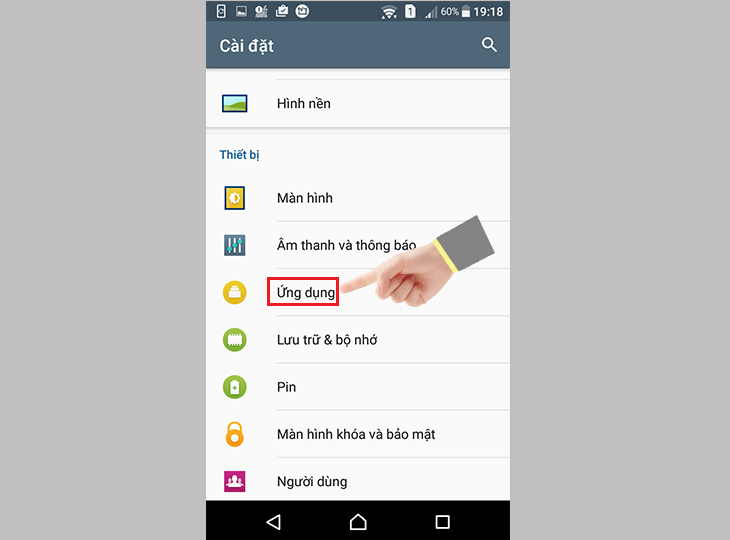 1 60% 19:18
Cài đặt
Hình nền
Thiết bị
Màn hình
Âm thanh và thông báo
Ứng dụng
Lưu trữ & bộ nhớ
Pin
Màn hình khóa và bảo mật
Người dùng